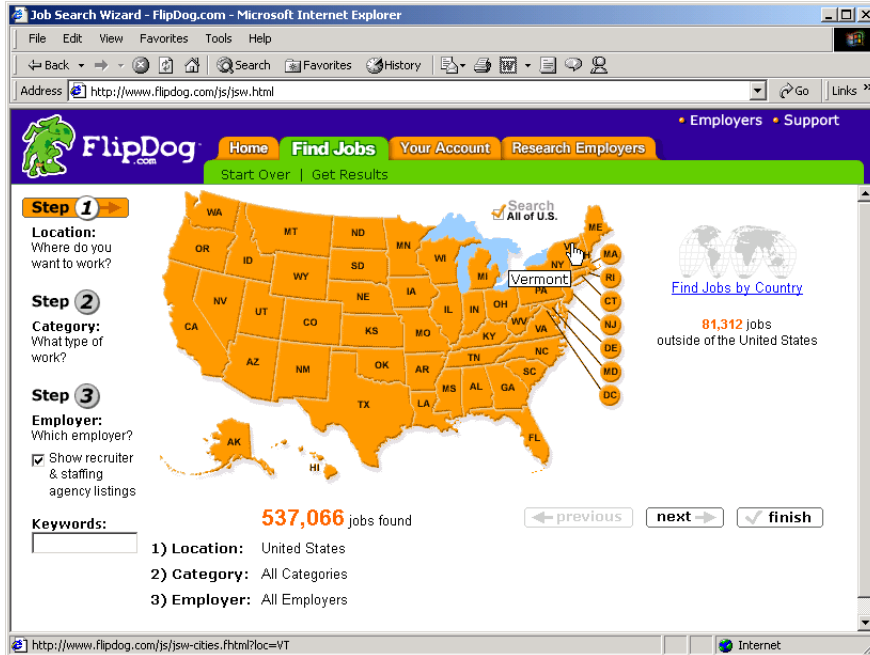 Job Search Wizard - FlipDog.com - Microsoft Internet Explorer
File Edit View Favorites Tools Help
Back Search Favorites History
Address http://www.flipdog.com/js/jsw.html Go Links »
• Employers • Support
FlipDog .com
Home Find Jobs Your Account Research Employers
Start Over | Get Results
Step 1
Location:
Where do you
want to work?
Step 2
Category:
What type of
work?
Step 3
Employer:
Which employer?
Show recruiter
& staffing
agency listings
Keywords:
Search
All of U.S.
WA
OR
CA
NV
ID
MT
WY
UT
AZ
CO
NM
ND
SD
NE
KS
OK
TX
MN
IA
MO
AR
LA
WI
IL
MI
IN
OH
KY
TN
MS
AL
GA
FL
SC
NC
VA
WV
PA
NY
ME
MA
RI
CT
NJ
DE
MD
DC
AK
HI
Vermont
Find Jobs by Country
81,312 jobs
outside of the United States
537,066 jobs found
previous next finish
1) Location: United States
2) Category: All Categories
3) Employer: All Employers
http://www.flipdog.com/js/jsw-cities.fhtml?loc=VT Internet